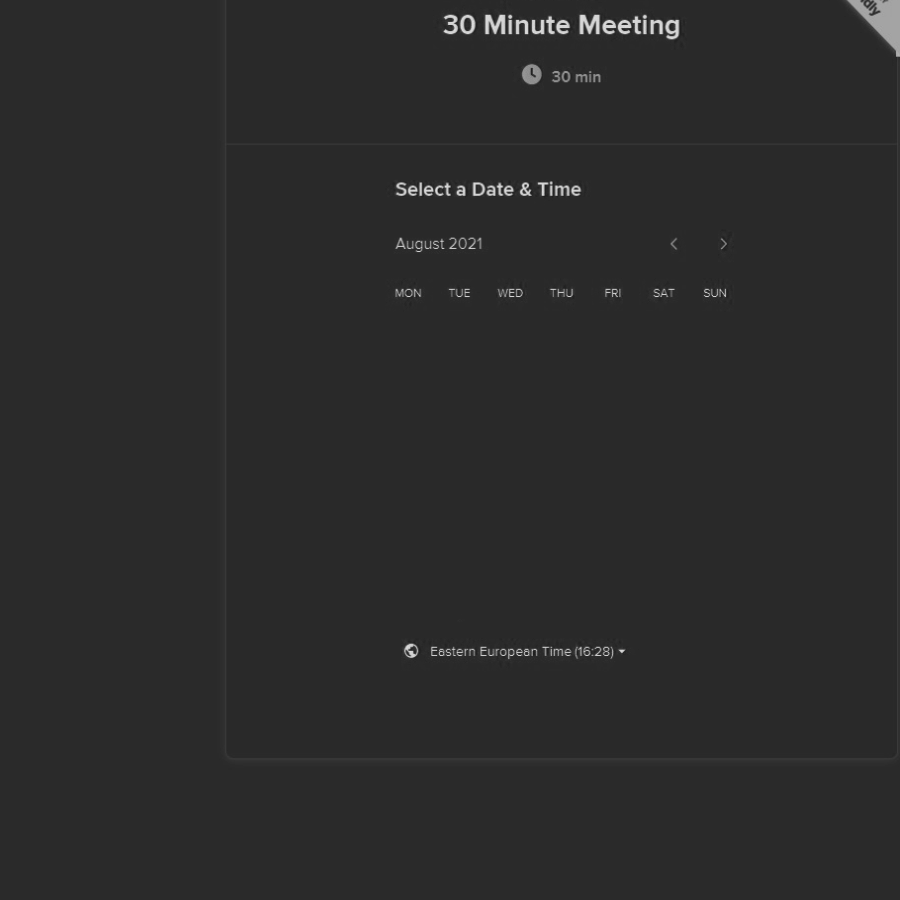 30 Minute Meeting
30 min
Select a Date & Time
August 2021
MON TUE WED THU FRI SAT SUN
Eastern European Time (16:28)